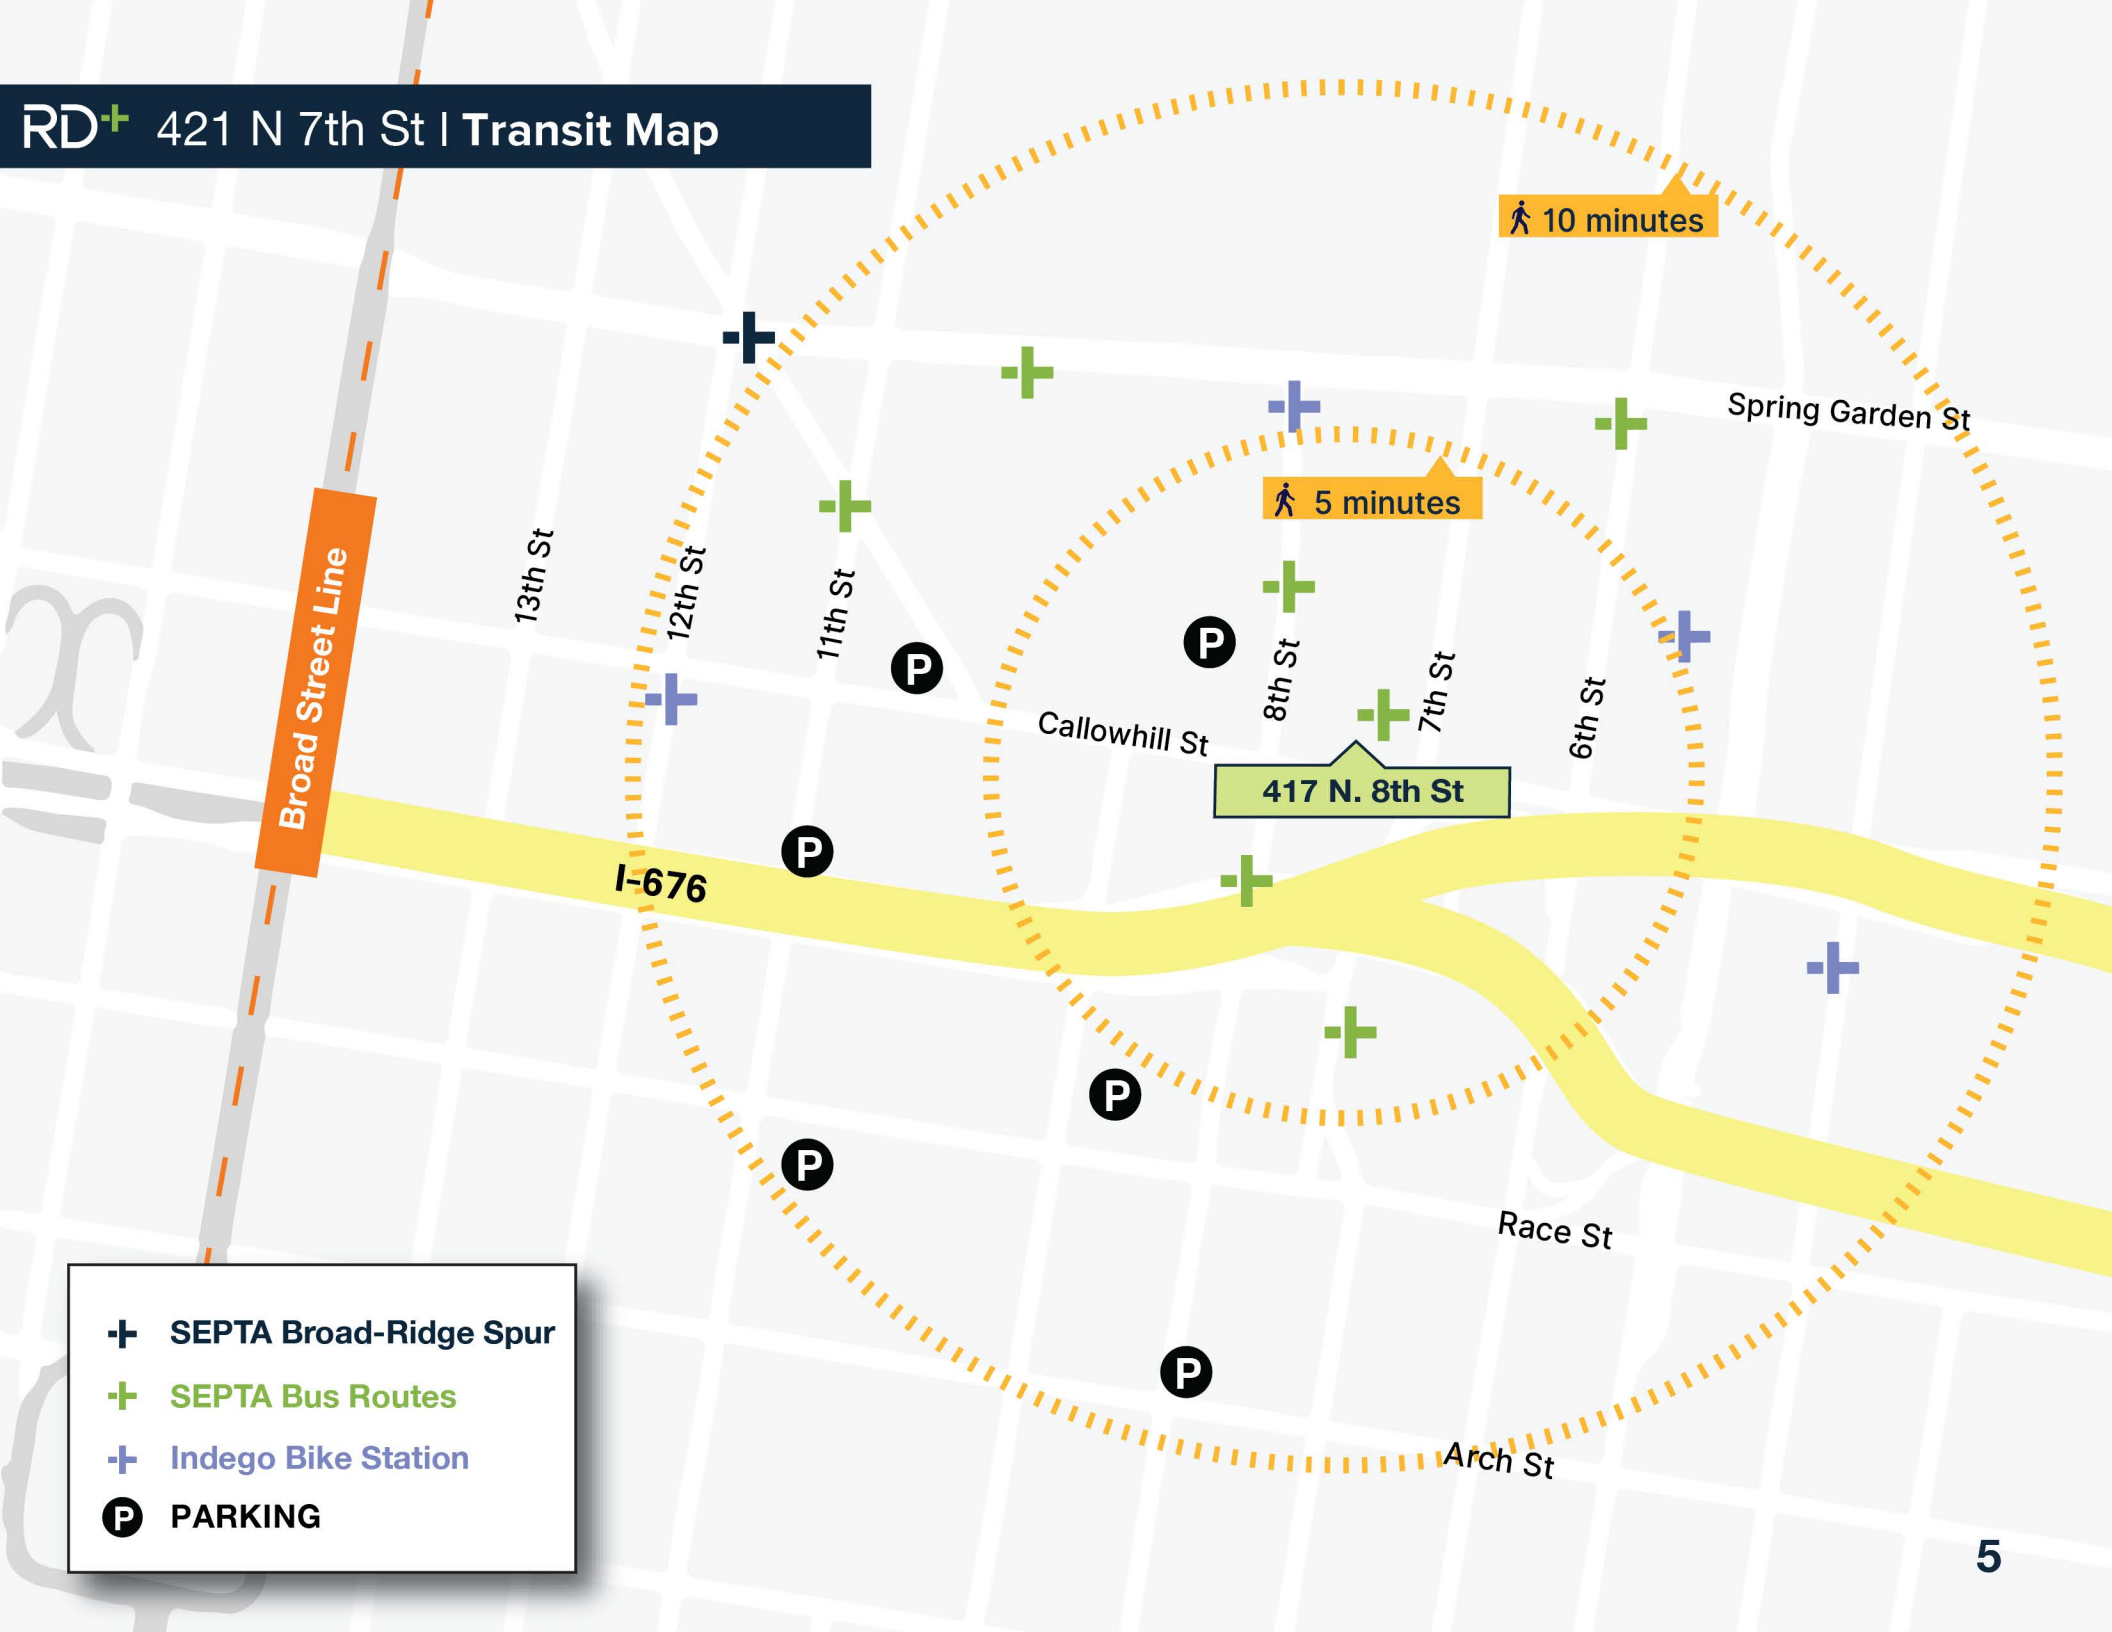 RD+ 421 N 7th St | Transit Map
10 minutes
Spring Garden St
5 minutes
13th St
12th St
11th St
8th St
7th St
6th St
Broad Street Line
Callowhill St
417 N. 8th St
I-676
Race St
Arch St
SEPTA Broad-Ridge Spur
SEPTA Bus Routes
Indego Bike Station
P PARKING
P
P
P
P
P
P
5